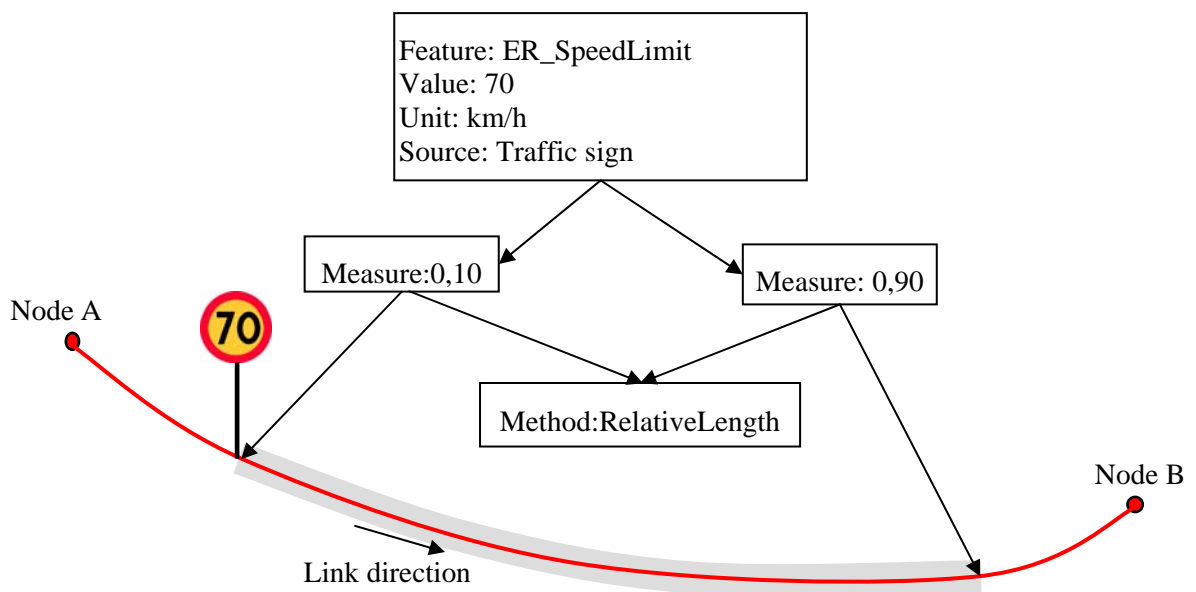 Feature: ER_SpeedLimit
Value: 70
Unit: km/h
Source: Traffic sign
Measure:0,10
Measure: 0,90
Node A
70
Method:RelativeLength
Node B
Link direction